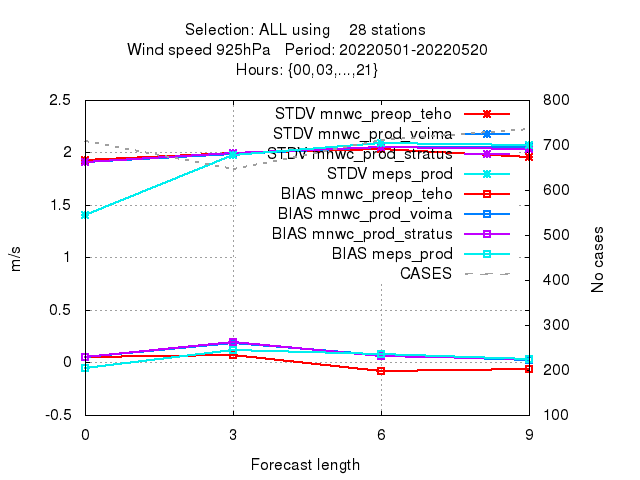 Selection: ALL using    28 stations
Wind speed 925hPa   Period: 20220501-20220520
Hours: {00,03,...,21}
STDV mnwc_preop_teho
STDV mnwc_prod_voima
STDV mnwc_prod_stratus
STDV meps_prod
BIAS mnwc_preop_teho
BIAS mnwc_prod_voima
BIAS mnwc_prod_stratus
BIAS meps_prod
CASES
2.5
2
1.5
1
0.5
0
-0.5
m/s
800
700
600
500
400
300
200
100
No cases
0 3 6 9
Forecast length